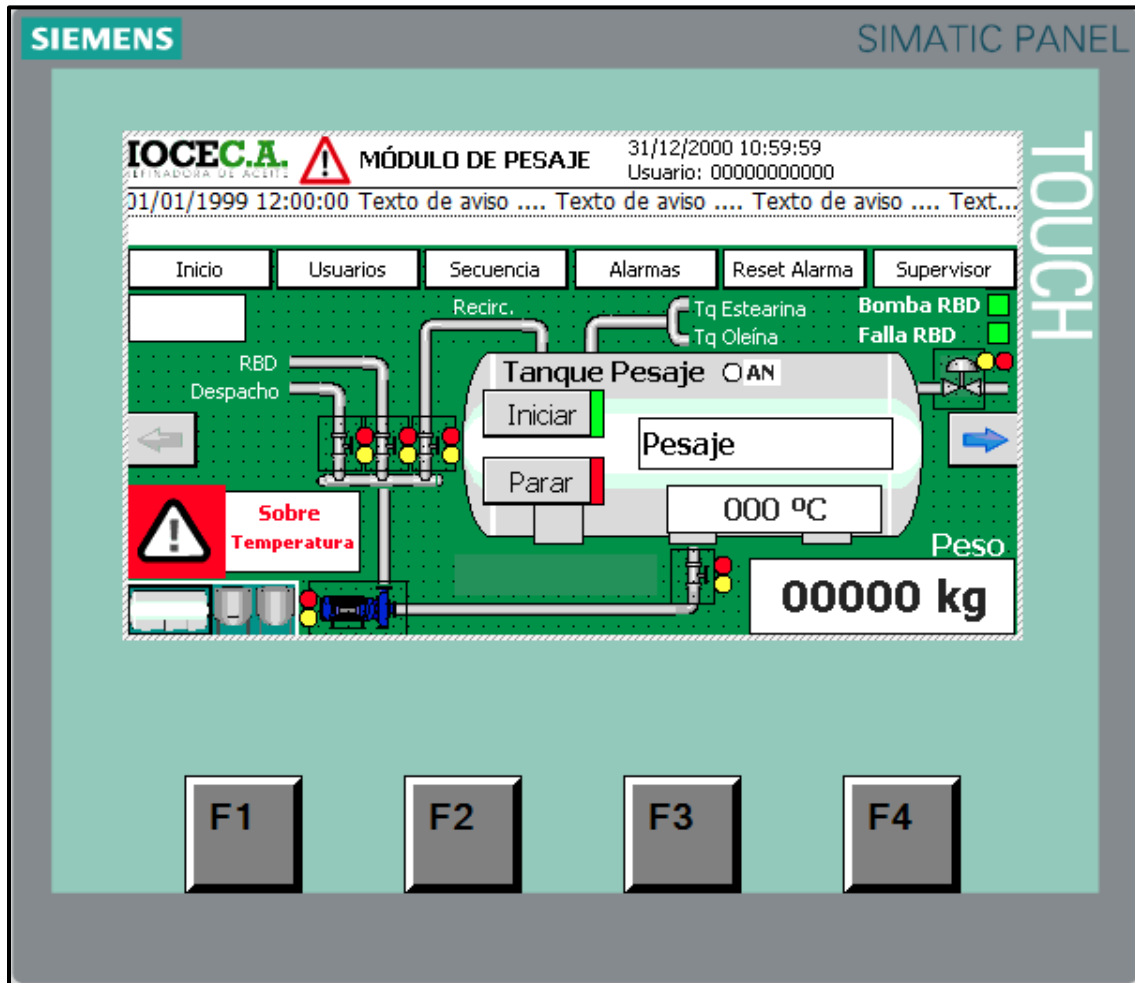 SIEMENS
SIMATIC PANEL
TOUCH
IOCEC.A.
EFINADORA DE ACEITE
MÓDULO DE PESAJE
31/12/2000 10:59:59
Usuario: 00000000000
01/01/1999 12:00:00 Texto de aviso .... Texto de aviso .... Texto de aviso .... Text...
Inicio
Usuarios
Secuencia
Alarmas
Reset Alarma
Supervisor
Recirc.
Tq Estearina
Bomba RBD
Tq Oleína
Falla RBD
RBD
Despacho
Tanque Pesaje
AN
Iniciar
Pesaje
Parar
000 ºC
Sobre
Temperatura
Peso
00000 kg
F1
F2
F3
F4